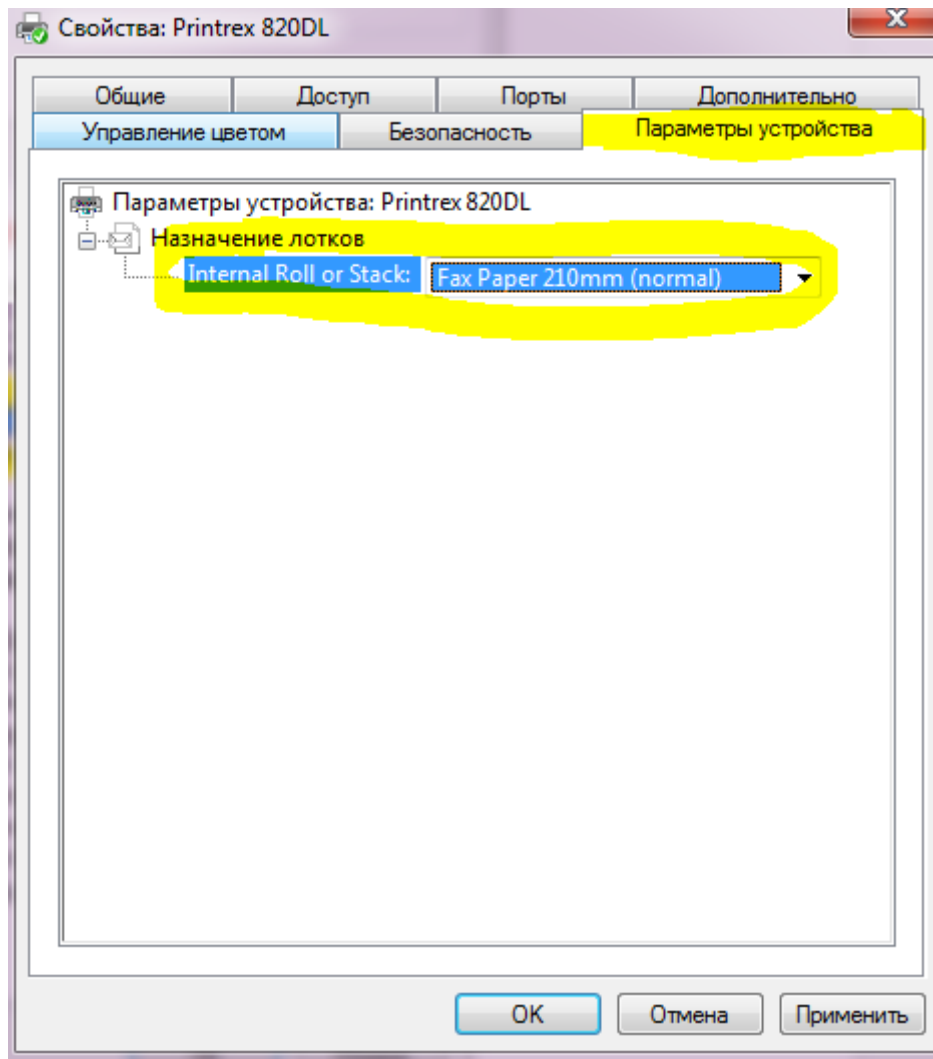 Свойства: Printrex 820DL
Общие Доступ Порты Дополнительно
Управление цветом Безопасность Параметры устройства
Параметры устройства: Printrex 820DL
Назначение лотков
Internal Roll or Stack: Fax Paper 210mm (normal)
OK Отмена Применить